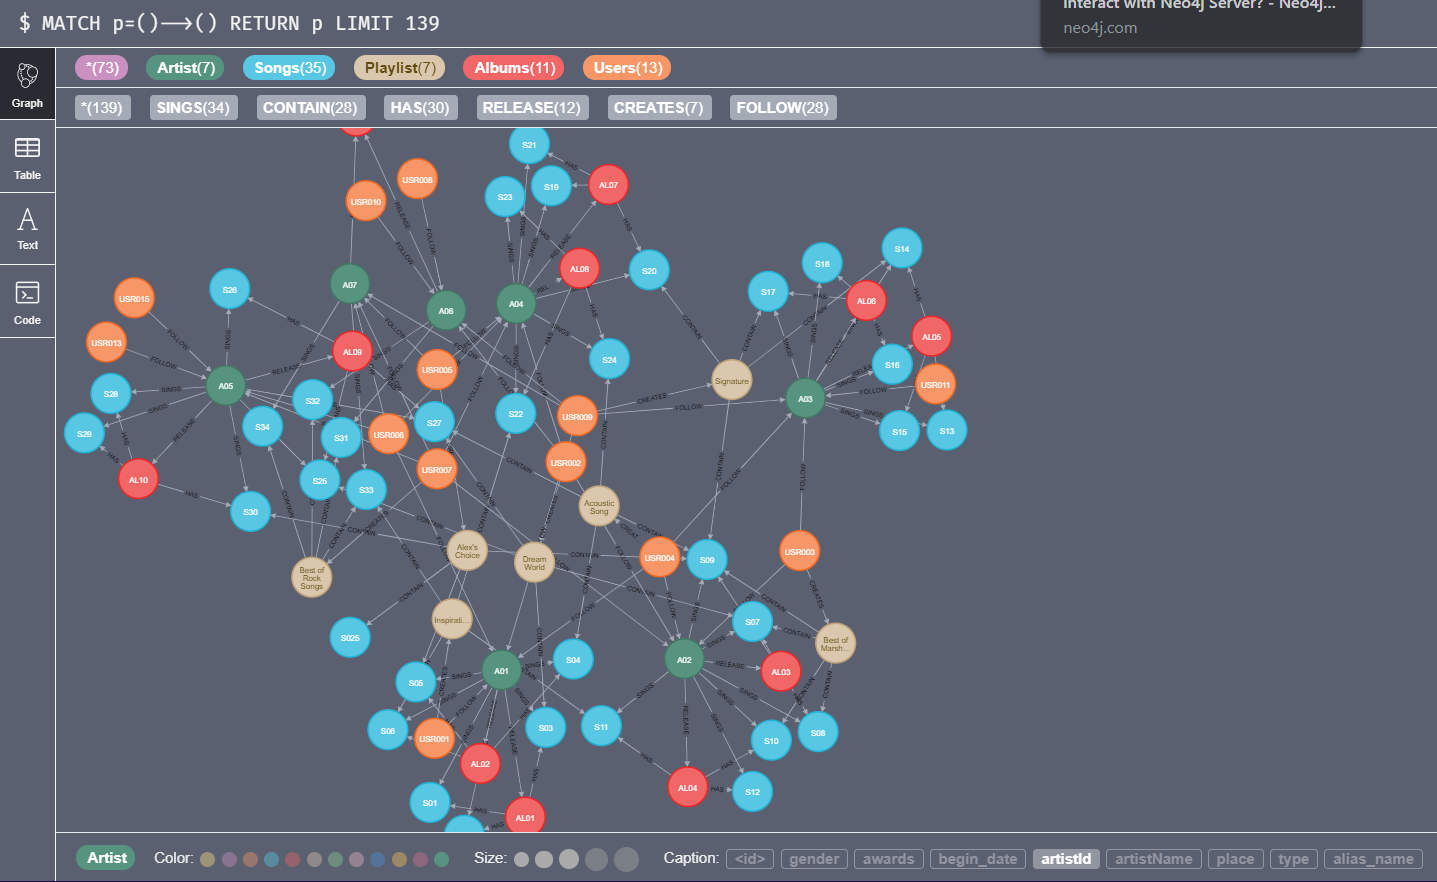 $ MATCH p=()-->() RETURN p LIMIT 139
Interact with Neo4j Server? - Neo4j...
neo4j.com
Graph
Table
Text
Code
*(73) Artist(7) Songs(35) Playlist(7) Albums(11) Users(13)
*(139) SINGS(34) CONTAIN(28) HAS(30) RELEASE(12) CREATES(7) FOLLOW(28)
S21
USR008
S23
S19
AL07
USR010
S14
S18
S20
AL08
USR015
S26
A07
A06
A04
S17
AL06
AL05
USR013
AL09
S24
S16
USR005
Signature
USR011
A05
S28
S32
A03
S34
S27
S22
USR009
S29
S31
USR006
S15
S13
USR002
USR007
AL10
S25
S33
S30
Acoustic
Song
Alex's
Choice
Dream
World
USR004
S09
USR003
Best of
Rock
Songs
Inspirati...
S07
Best of
Marsh...
S025
A01
S04
A02
AL03
S05
S06
USR001
S03
S11
S10
S08
AL02
S01
AL01
AL04
S12
SINGS
CONTAIN
HAS
RELEASE
CREATES
FOLLOW
Artist Color: Size: Caption: <id> gender awards begin_date artistId artistName place type alias_name